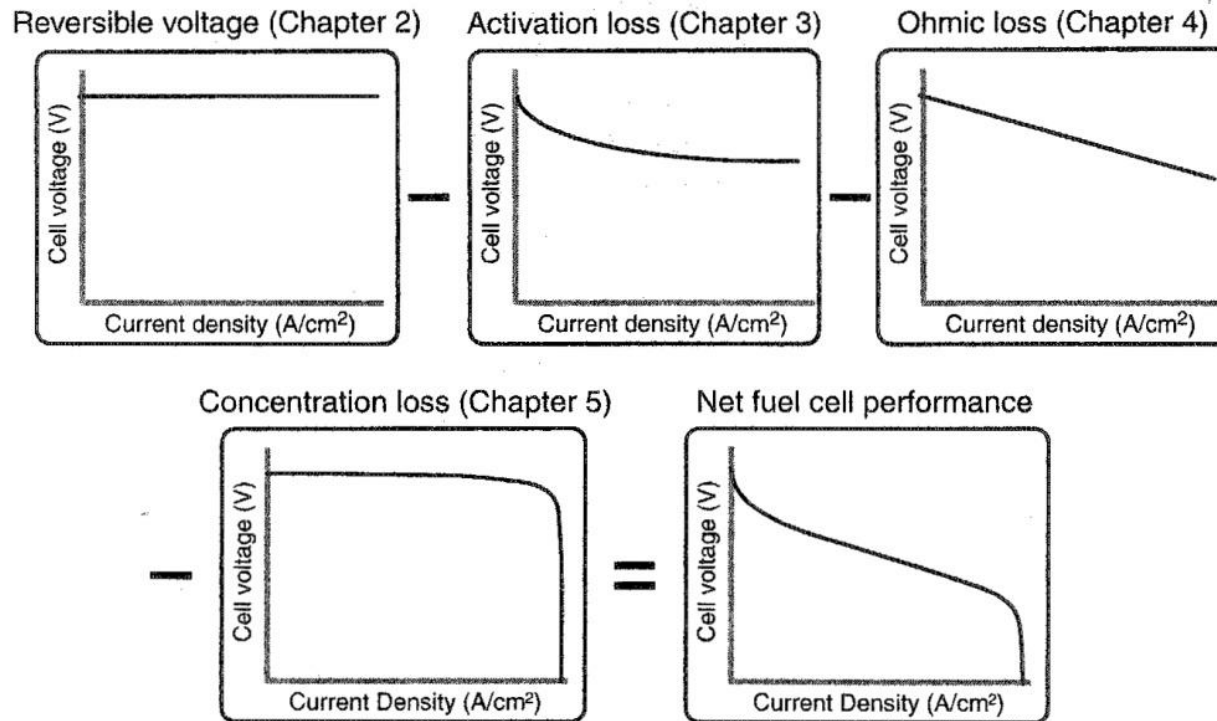 Reversible voltage (Chapter 2)
Activation loss (Chapter 3)
Ohmic loss (Chapter 4)
Cell voltage (V)
Current density (A/cm²)
−
Cell voltage (V)
Current density (A/cm²)
−
Cell voltage (V)
Current density (A/cm²)
Concentration loss (Chapter 5)
Net fuel cell performance
−
Cell voltage (V)
Current Density (A/cm²)
=
Cell voltage (V)
Current Density (A/cm²)